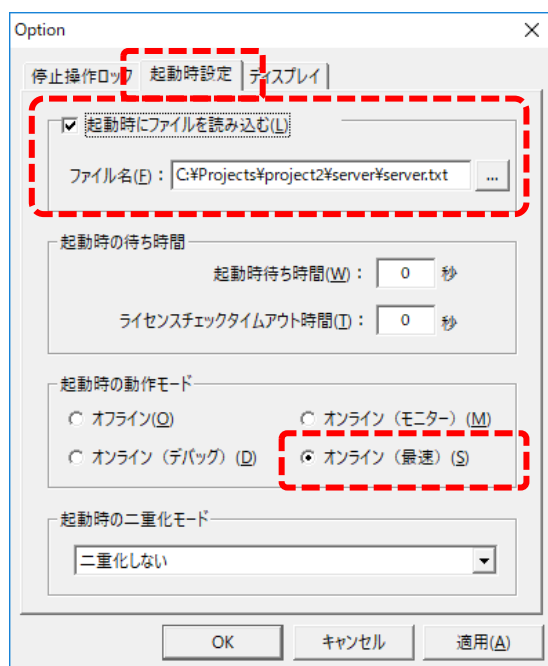 Option
停止操作ロック 起動時設定 ディスプレイ
起動時にファイルを読み込む(L)
ファイル名(F)： C:¥Projects¥project2¥server¥server.txt ...
起動時の待ち時間
起動時待ち時間(W)： 0 秒
ライセンスチェックタイムアウト時間(T)： 0 秒
起動時の動作モード
オフライン(O) オンライン（モニター）(M)
オンライン（デバッグ）(D) オンライン（最速）(S)
起動時の二重化モード
二重化しない
OK キャンセル 適用(A)